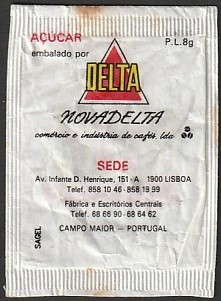 AÇUCAR
embalado por
P.L.8g
DELTA
NOVADELTA
comércio e indústria de cafés, lda
SEDE
Av. Infante D. Henrique, 151-A 1900 LISBOA
Telef. 858 10 46 - 858 19 99
Fábrica e Escritórios Centrais
Telef. 68 66 90 - 68 64 62
CAMPO MAIOR - PORTUGAL
SAGEL